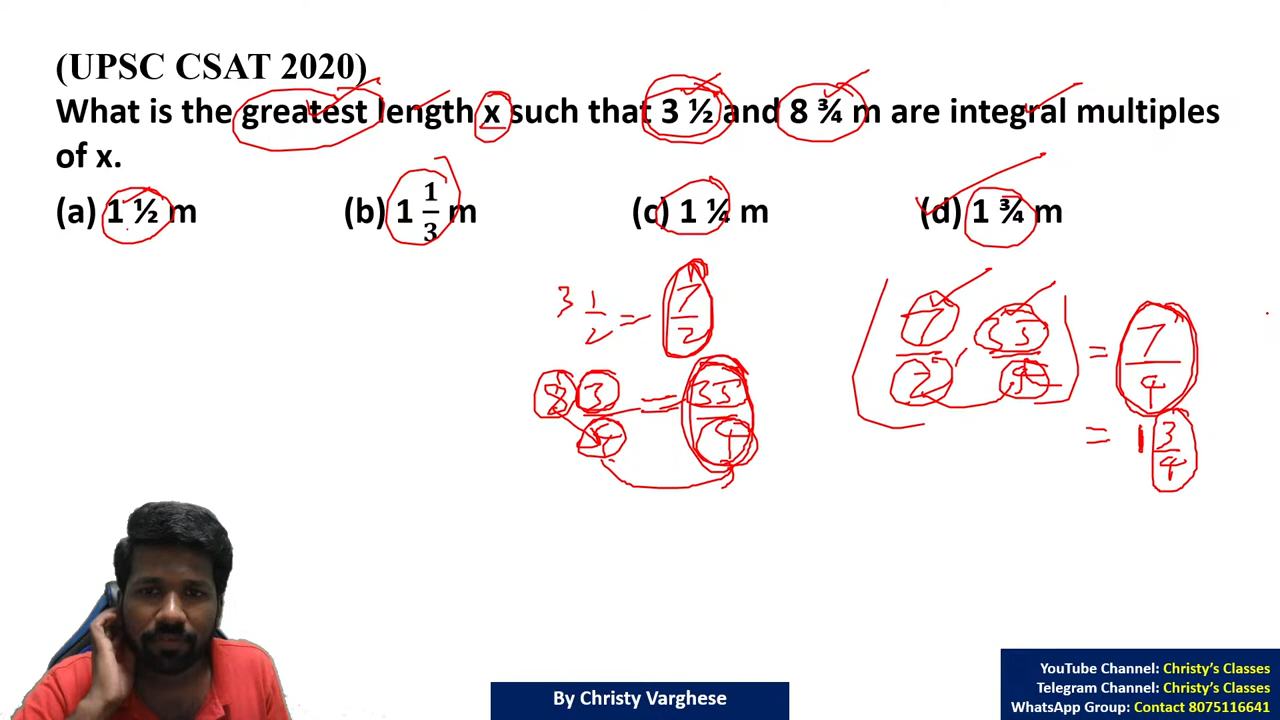 (UPSC CSAT 2020)
What is the greatest length x such that 3 ½ and 8 ¾ m are integral multiples
of x.
(a) 1 ½ m (b) 1 1/3 m (c) 1 ¼ m (d) 1 ¾ m
3 1/2 = 7/2
8 3/4 = 35/4
(7/2, 35/4) = 7/4
= 1 3/4
YouTube Channel: Christy's Classes
Telegram Channel: Christy's Classes
WhatsApp Group: Contact 8075116641
By Christy Varghese